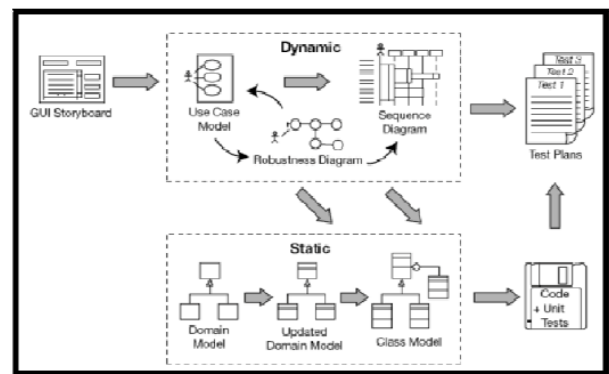 Dynamic
GUI Storyboard
Use Case
Model
Robustness Diagram
Sequence
Diagram
Test 3
Test 2
Test 1
Test Plans
Static
Domain
Model
Updated
Domain Model
Class Model
Code
+ Unit
Tests